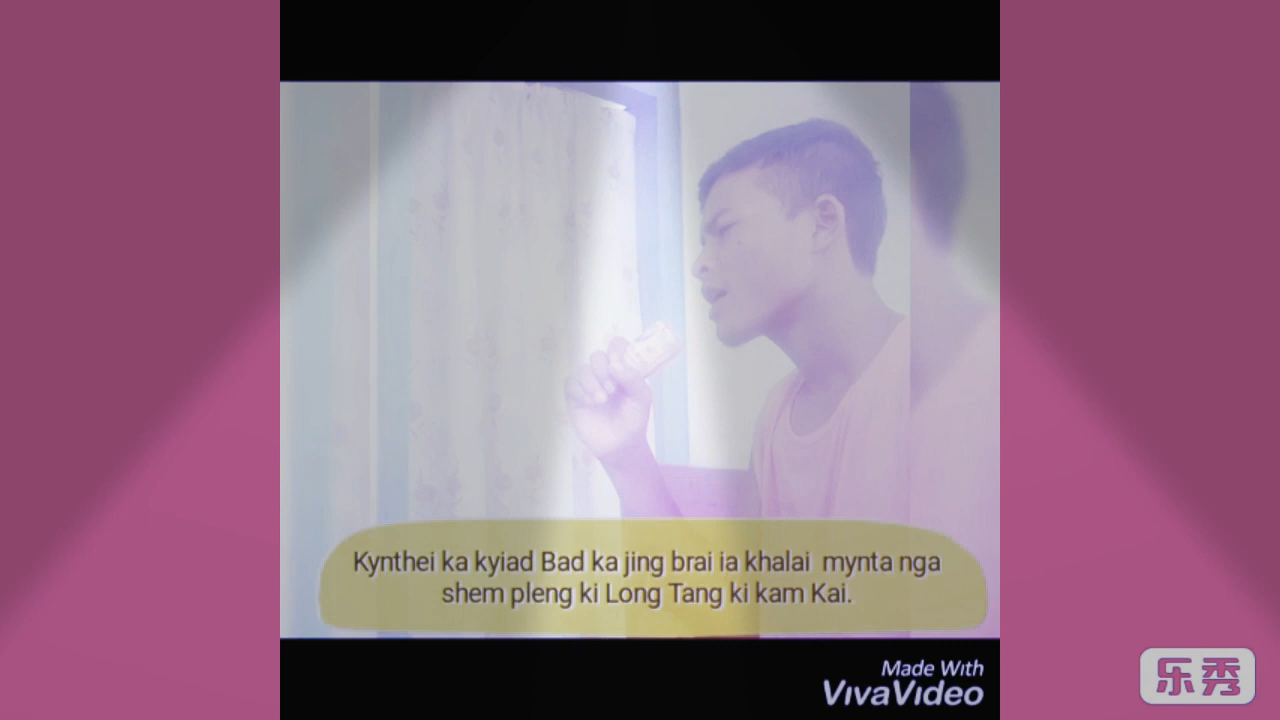 Kynthei ka kyiad Bad ka jing brai ia khalai mynta nga
shem pleng ki Long Tang ki kam Kai.
Made With
VivaVideo
乐秀